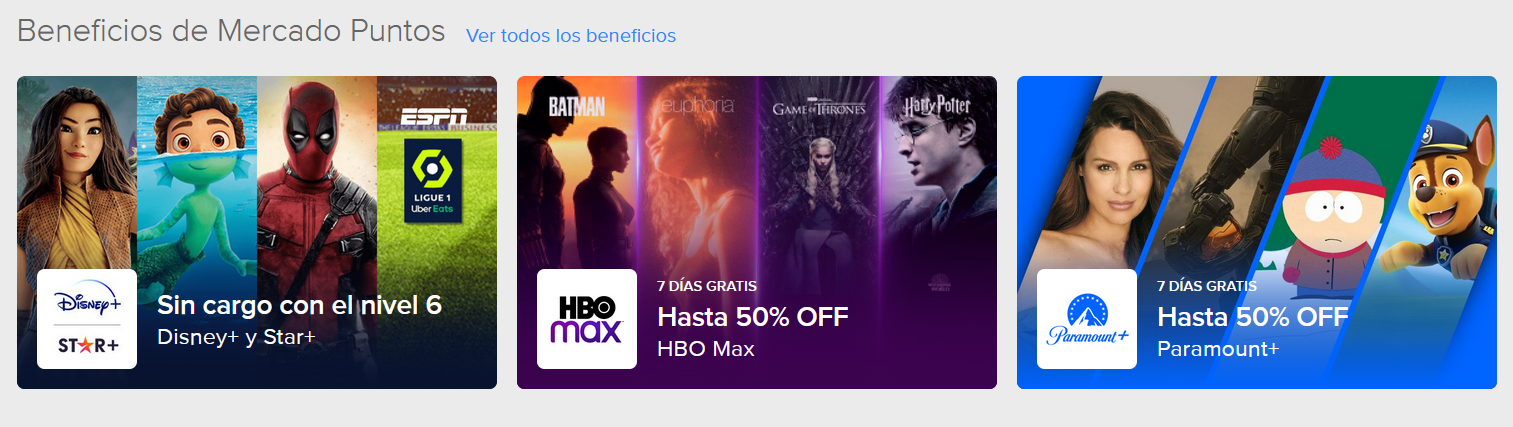 Beneficios de Mercado Puntos
Ver todos los beneficios
ESPN
LIGUE 1
Uber Eats
Disney+
ST★R+
Sin cargo con el nivel 6
Disney+ y Star+
BATMAN
euphoria
GAME OF THRONES
Harry Potter
HBO
max
7 DÍAS GRATIS
Hasta 50% OFF
HBO Max
Paramount+
7 DÍAS GRATIS
Hasta 50% OFF
Paramount+